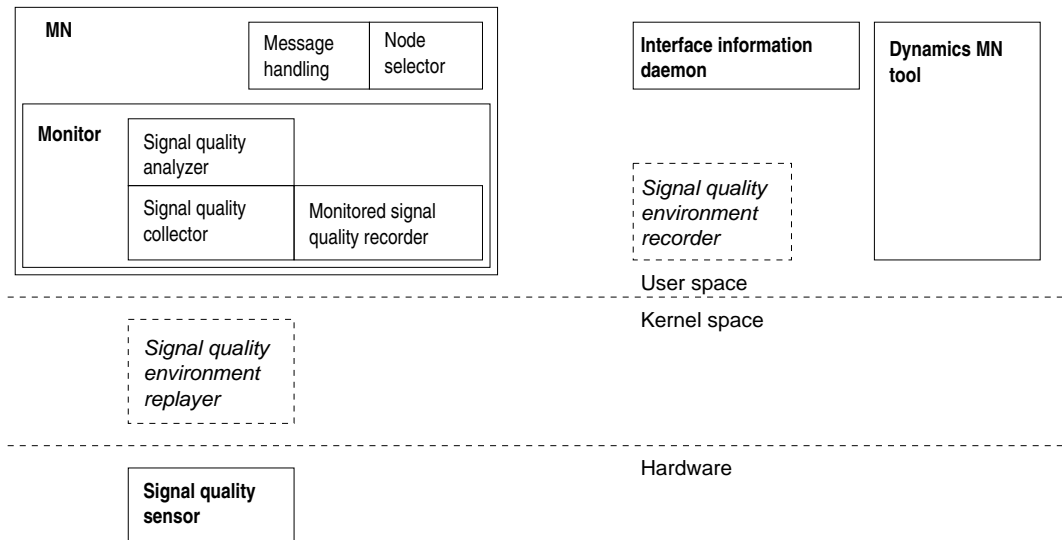 MN
Message
handling
Node
selector
Monitor
Signal quality
analyzer
Signal quality
collector
Monitored signal
quality recorder
Interface information
daemon
Dynamics MN
tool
Signal quality
environment
recorder
User space
Kernel space
Signal quality
environment
replayer
Hardware
Signal quality
sensor